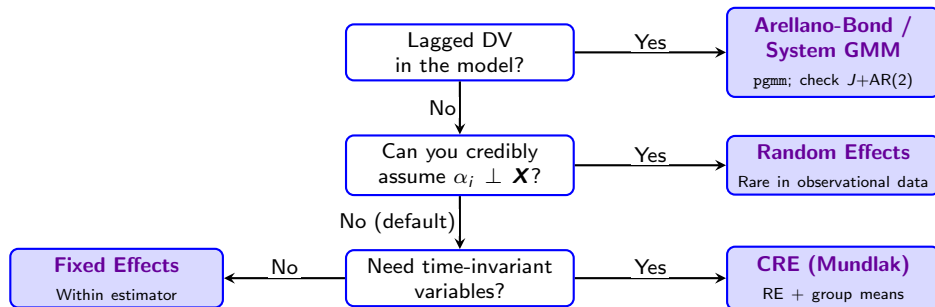 Lagged DV
in the model?
Yes
Arellano-Bond /
System GMM
pgmm; check J+AR(2)
No
Can you credibly
assume αᵢ ⊥ X?
Yes
Random Effects
Rare in observational data
No (default)
Fixed Effects
Within estimator
No
Need time-invariant
variables?
Yes
CRE (Mundlak)
RE + group means